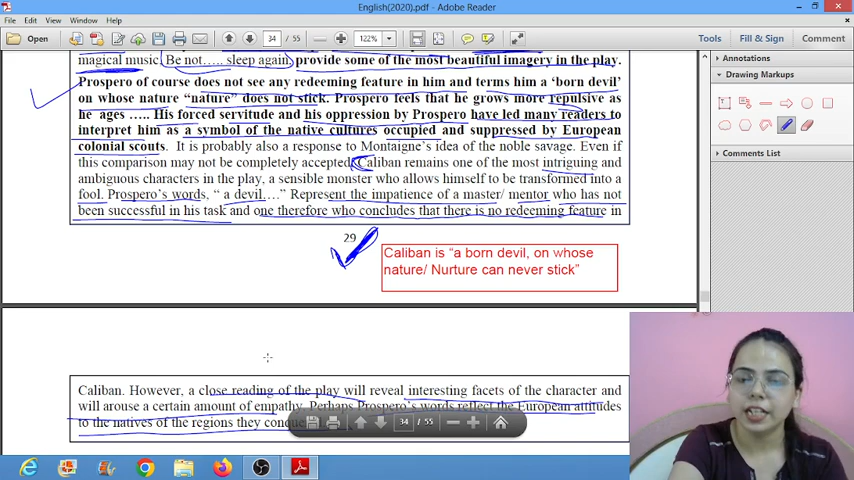 English(2020).pdf - Adobe Reader
File Edit View Window Help
Open 34 / 55 122% Tools Fill & Sign Comment
magical music. Be not….. sleep again, provide some of the most beautiful imagery in the play.
Prospero of course does not see any redeeming feature in him and terms him a ‘born devil’
on whose nature “nature” does not stick. Prospero feels that he grows more repulsive as
he ages ….. His forced servitude and his oppression by Prospero have led many readers to
interpret him as a symbol of the native cultures occupied and suppressed by European
colonial scouts. It is probably also a response to Montaigne’s idea of the noble savage. Even if
this comparison may not be completely accepted, Caliban remains one of the most intriguing and
ambiguous characters in the play, a sensible monster who allows himself to be transformed into a
fool. Prospero’s words, “ a devil….” Represent the impatience of a master/ mentor who has not
been successful in his task and one therefore who concludes that there is no redeeming feature in
29
Caliban is “a born devil, on whose
nature/ Nurture can never stick”
Caliban. However, a close reading of the play will reveal interesting facets of the character and
will arouse a certain amount of empathy. Perhaps Prospero’s words reflect the European attitudes
to the natives of the regions they conque
34 / 55
Annotations
Drawing Markups
Comments List